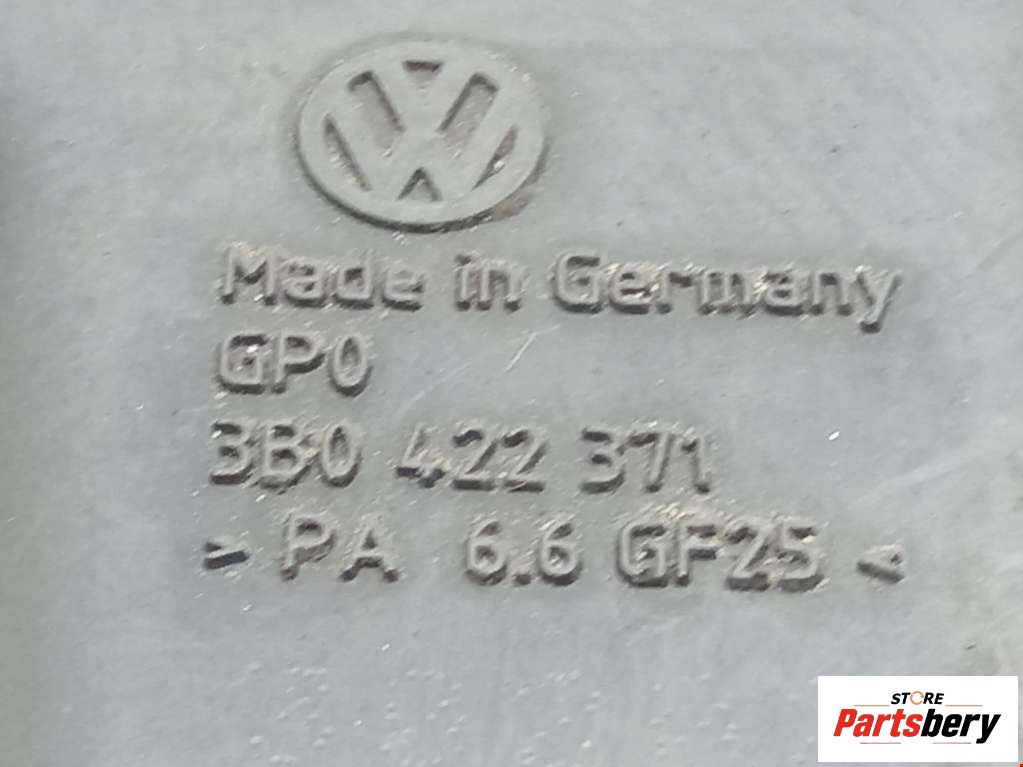 Made in Germany
GP0
3B0 422 371
> PA 6.6 GF25 <
STORE
Partsbery